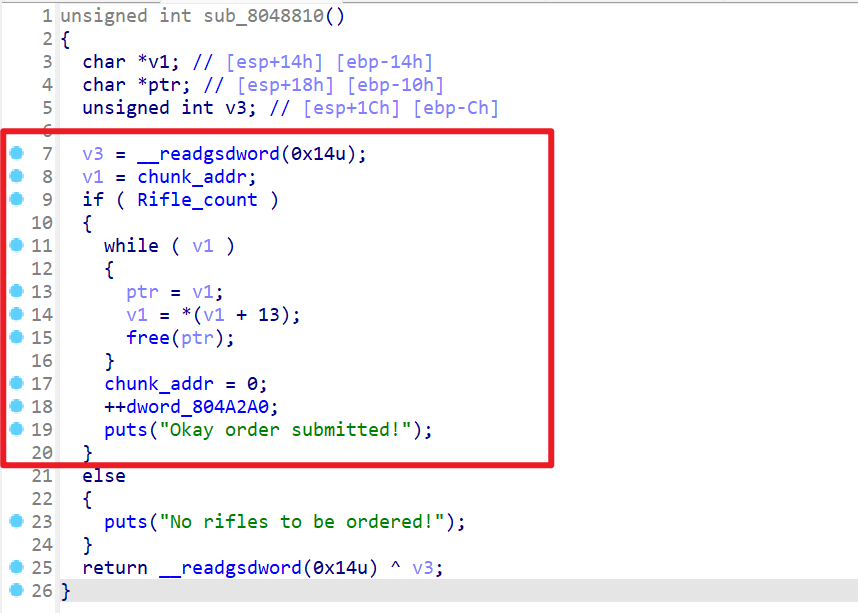 1 unsigned int sub_8048810()
2 {
3   char *v1; // [esp+14h] [ebp-14h]
4   char *ptr; // [esp+18h] [ebp-10h]
5   unsigned int v3; // [esp+1Ch] [ebp-Ch]
6
7   v3 = __readgsdword(0x14u);
8   v1 = chunk_addr;
9   if ( Rifle_count )
10   {
11     while ( v1 )
12     {
13       ptr = v1;
14       v1 = *(v1 + 13);
15       free(ptr);
16     }
17     chunk_addr = 0;
18     ++dword_804A2A0;
19     puts("Okay order submitted!");
20   }
21   else
22   {
23     puts("No rifles to be ordered!");
24   }
25   return __readgsdword(0x14u) ^ v3;
26 }